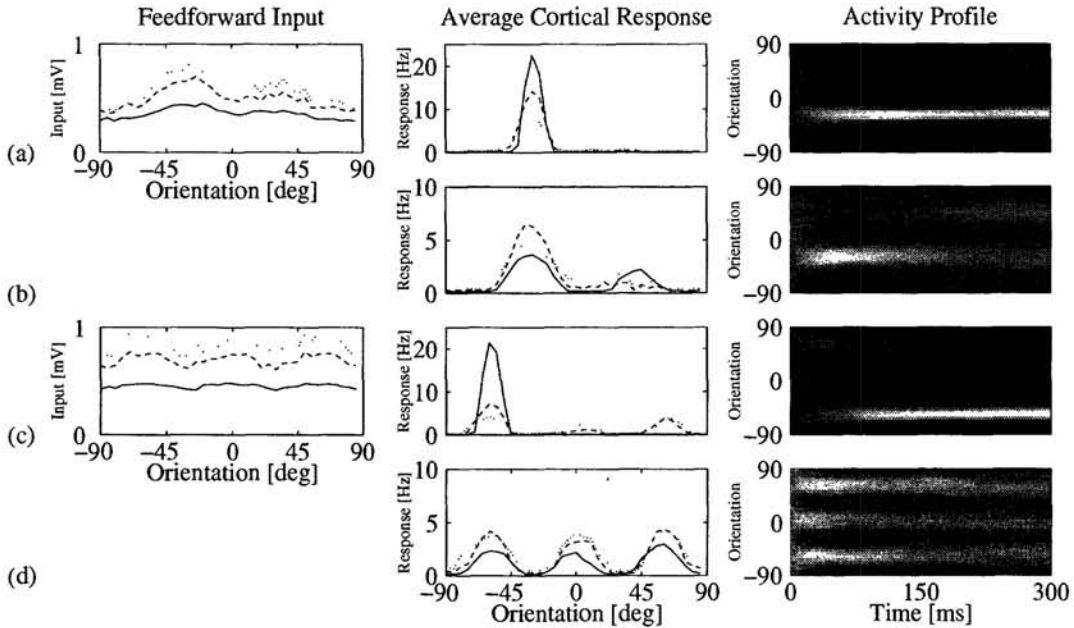 Feedforward Input
Average Cortical Response
Activity Profile
(a)
1
Input [mV]
0
−90 −45 0 45 90
Orientation [deg]
Response [Hz]
20
10
0
Orientation
90
0
−90
(b)
Response [Hz]
10
5
0
Orientation
90
0
−90
(c)
1
Input [mV]
0
−90 −45 0 45 90
Orientation [deg]
Response [Hz]
20
10
0
Orientation
90
0
−90
(d)
Response [Hz]
10
5
0
−90 −45 0 45 90
Orientation [deg]
Orientation
90
0
−90
0 150 300
Time [ms]